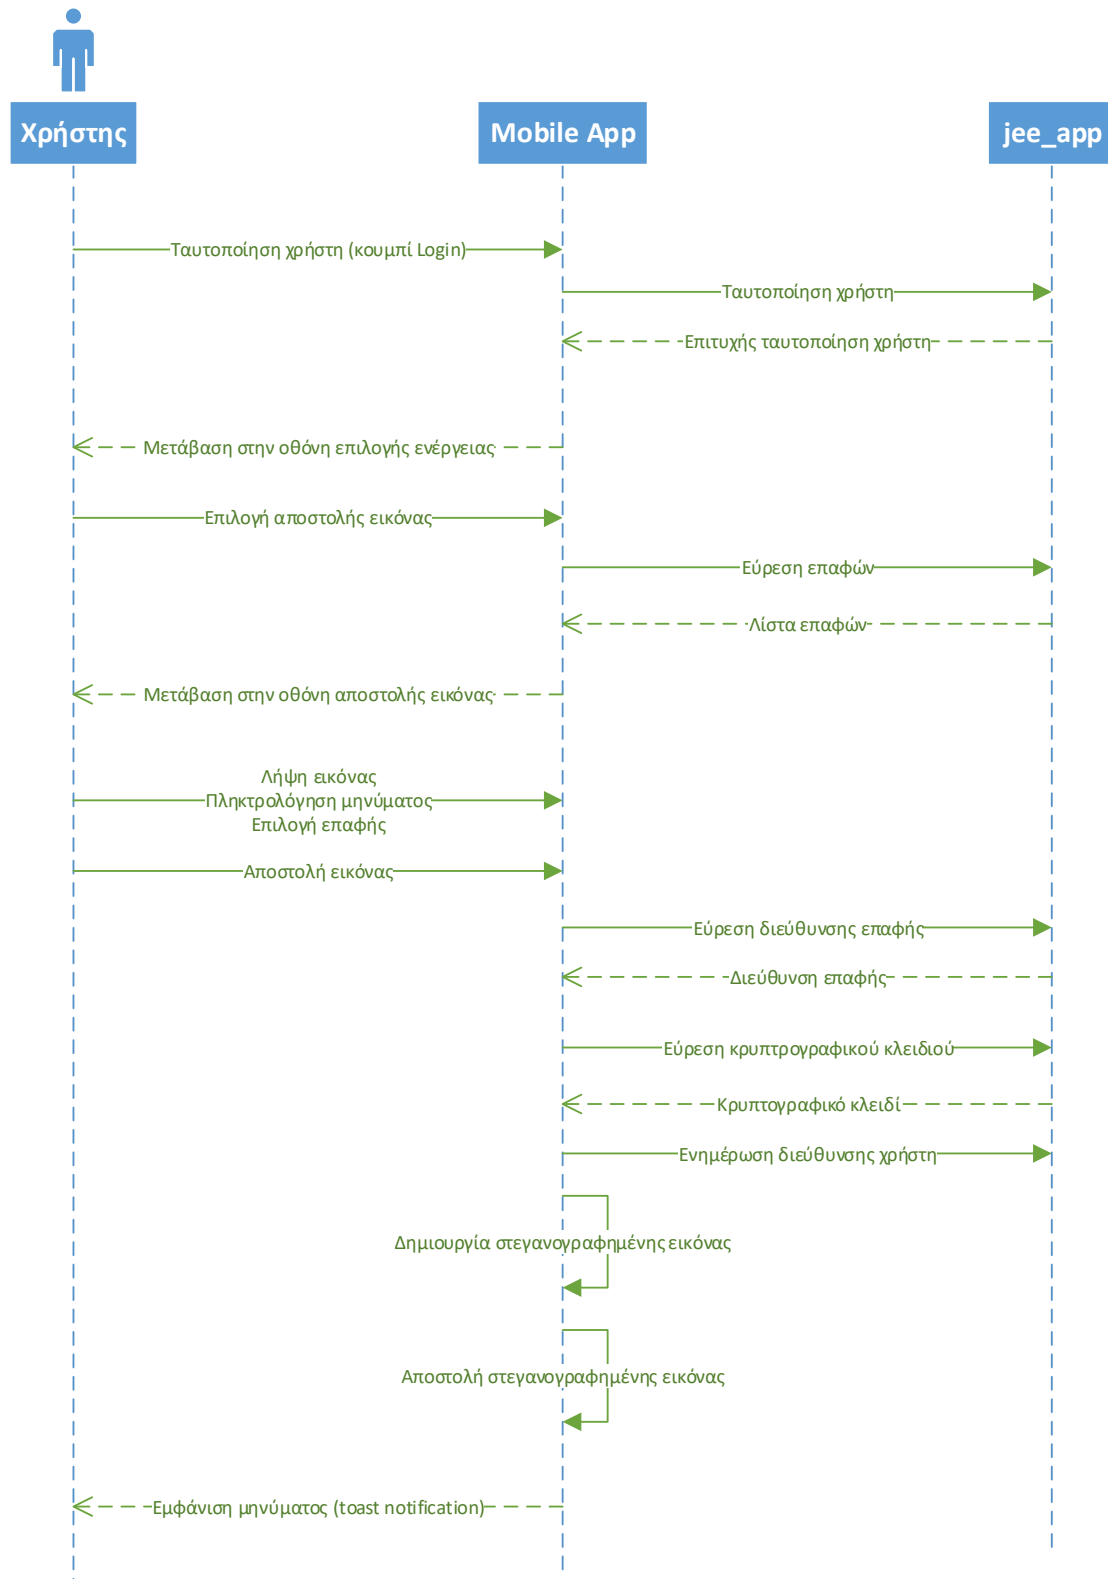 Χρήστης
Mobile App
jee_app
Ταυτοποίηση χρήστη (κουμπί Login)
Ταυτοποίηση χρήστη
Επιτυχής ταυτοποίηση χρήστη
Μετάβαση στην οθόνη επιλογής ενέργειας
Επιλογή αποστολής εικόνας
Εύρεση επαφών
Λίστα επαφών
Μετάβαση στην οθόνη αποστολής εικόνας
Λήψη εικόνας
Πληκτρολόγηση μηνύματος
Επιλογή επαφής
Αποστολή εικόνας
Εύρεση διεύθυνσης επαφής
Διεύθυνση επαφής
Εύρεση κρυπτρογραφικού κλειδιού
Κρυπτογραφικό κλειδί
Ενημέρωση διεύθυνσης χρήστη
Δημιουργία στεγανογραφημένης εικόνας
Αποστολή στεγανογραφημένης εικόνας
Εμφάνιση μηνύματος (toast notification)